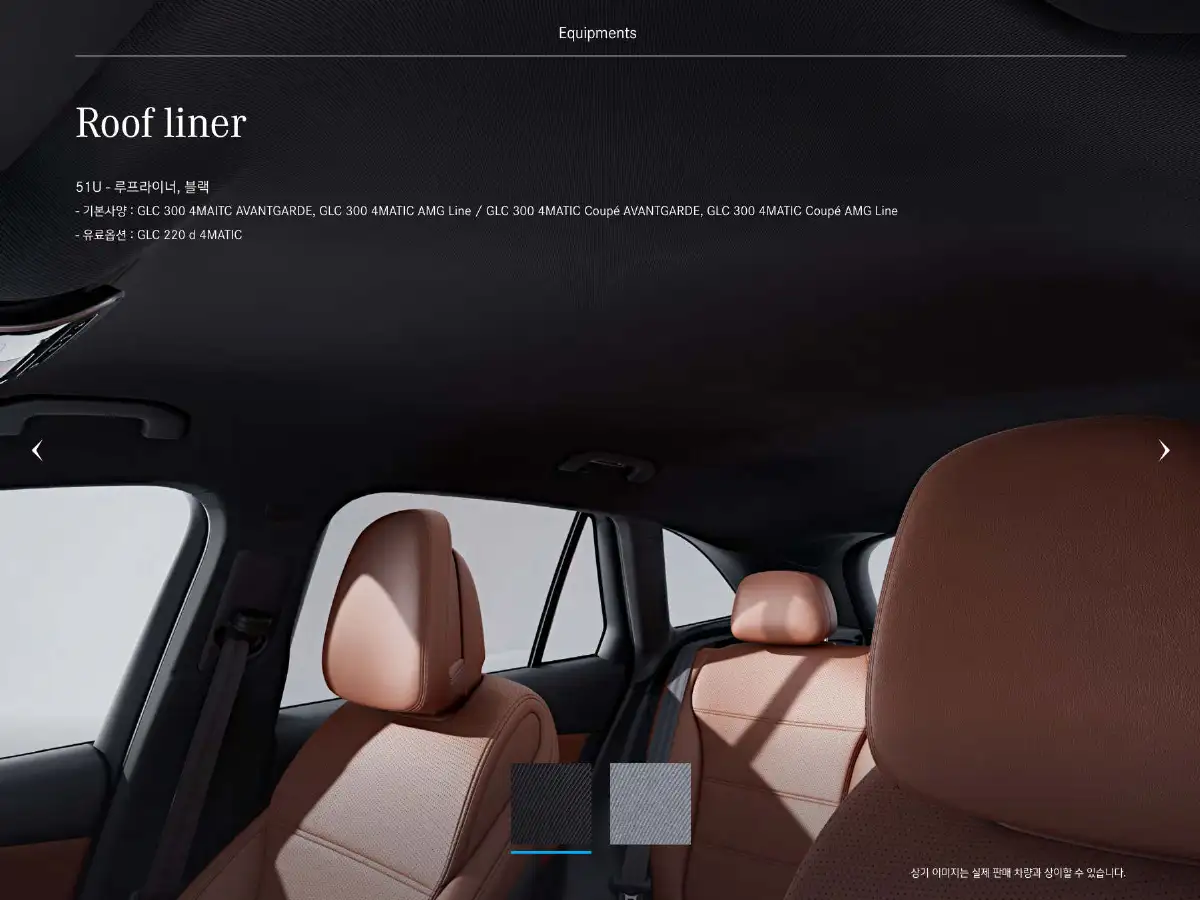 Equipments
Roof liner
51U - 루프라이너, 블랙
- 기본사양 : GLC 300 4MAITC AVANTGARDE, GLC 300 4MATIC AMG Line / GLC 300 4MATIC Coupé AVANTGARDE, GLC 300 4MATIC Coupé AMG Line
- 유료옵션 : GLC 220 d 4MATIC
상기 이미지는 실제 판매 차량과 상이할 수 있습니다.